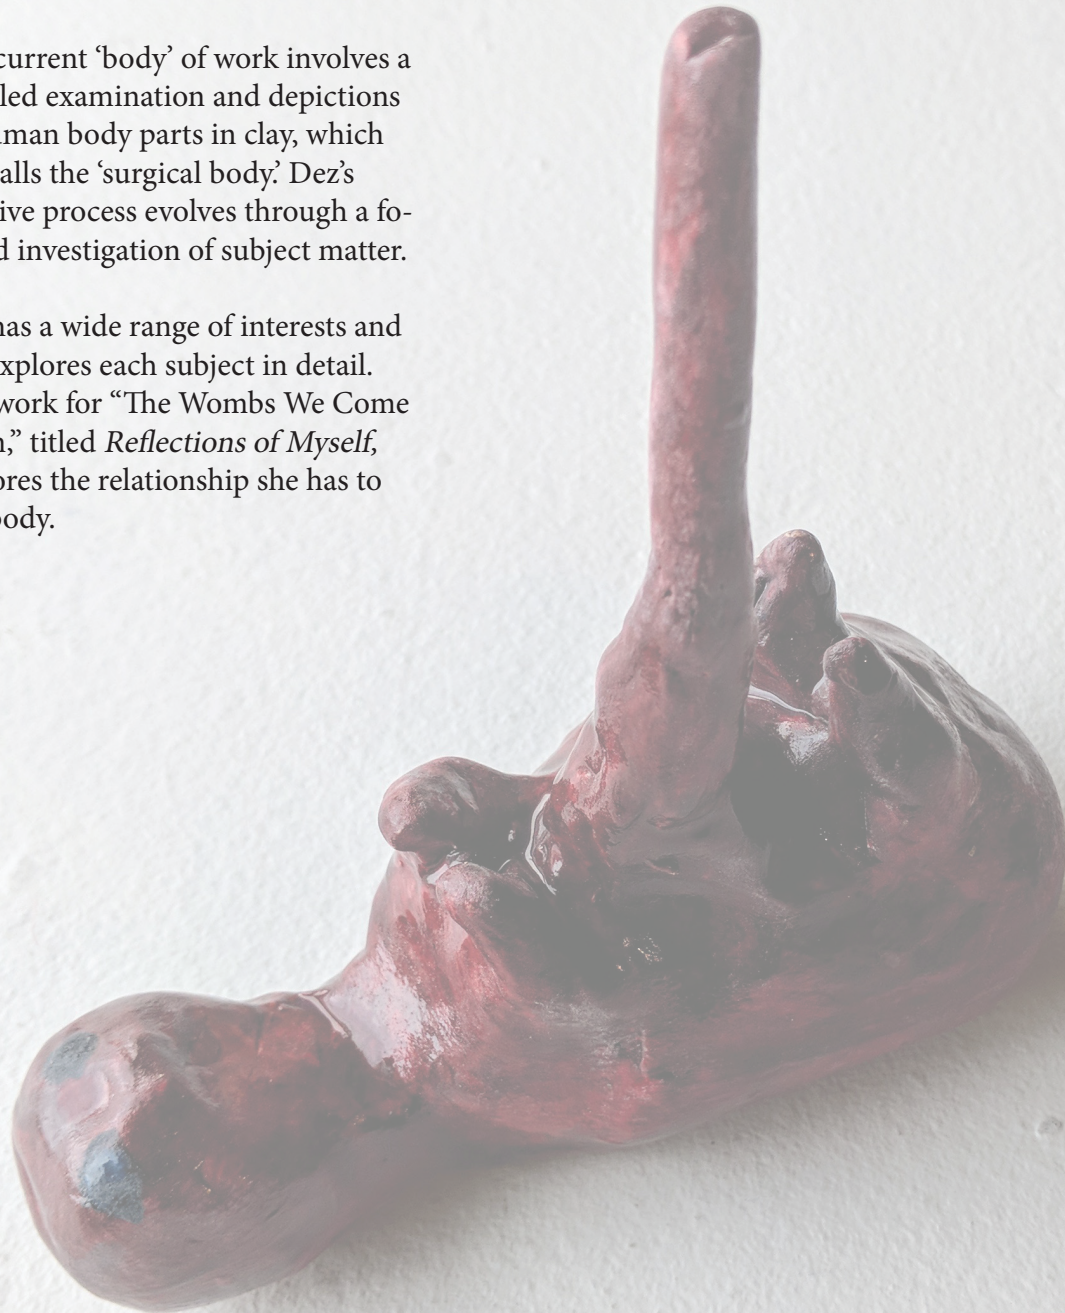 current ‘body’ of work involves a
led examination and depictions
uman body parts in clay, which
alls the ‘surgical body.’ Dez’s
ive process evolves through a fo-
d investigation of subject matter.
has a wide range of interests and
xplores each subject in detail.
work for “The Wombs We Come
n,” titled Reflections of Myself,
ores the relationship she has to
body.